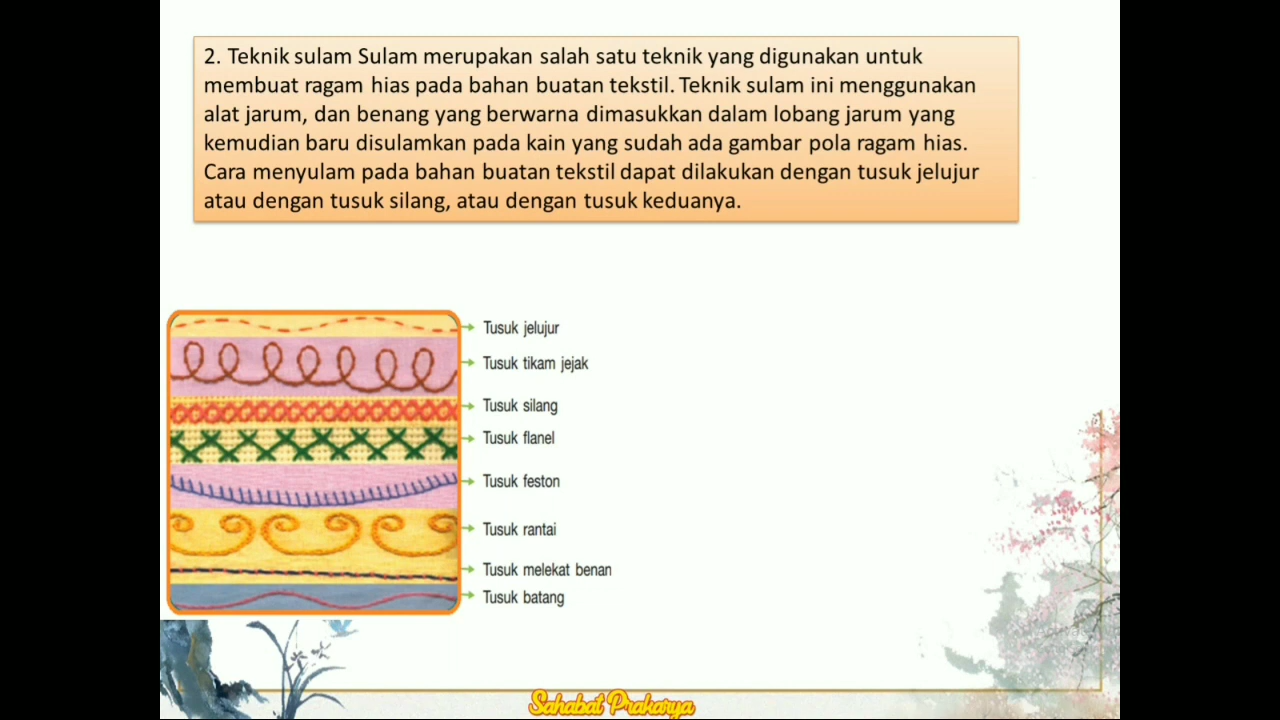 2. Teknik sulam Sulam merupakan salah satu teknik yang digunakan untuk
membuat ragam hias pada bahan buatan tekstil. Teknik sulam ini menggunakan
alat jarum, dan benang yang berwarna dimasukkan dalam lobang jarum yang
kemudian baru disulamkan pada kain yang sudah ada gambar pola ragam hias.
Cara menyulam pada bahan buatan tekstil dapat dilakukan dengan tusuk jelujur
atau dengan tusuk silang, atau dengan tusuk keduanya.
Tusuk jelujur
Tusuk tikam jejak
Tusuk silang
Tusuk flanel
Tusuk feston
Tusuk rantai
Tusuk melekat benan
Tusuk batang
Sahabat Prakarya